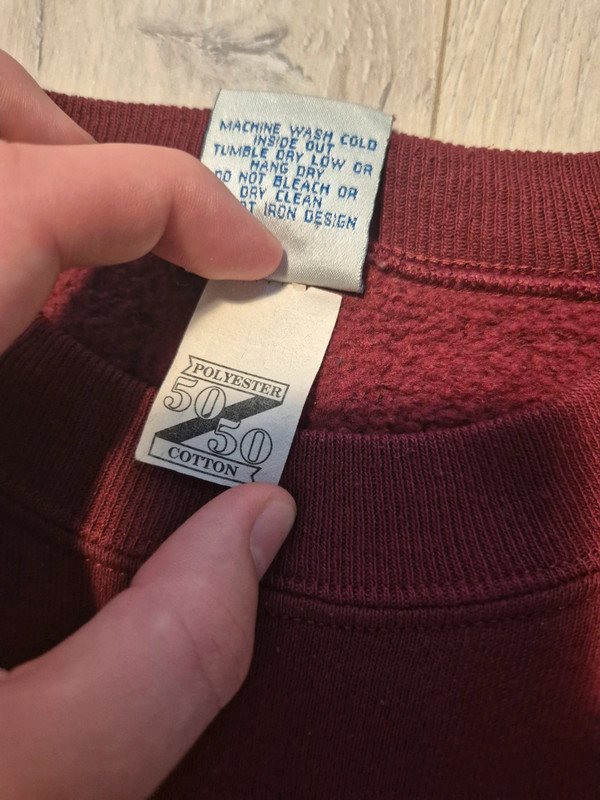 MACHINE WASH COLD
INSIDE OUT
TUMBLE DRY LOW OR
HANG DRY
DO NOT BLEACH OR
DRY CLEAN
IRON DESIGN
POLYESTER
50
50
COTTON